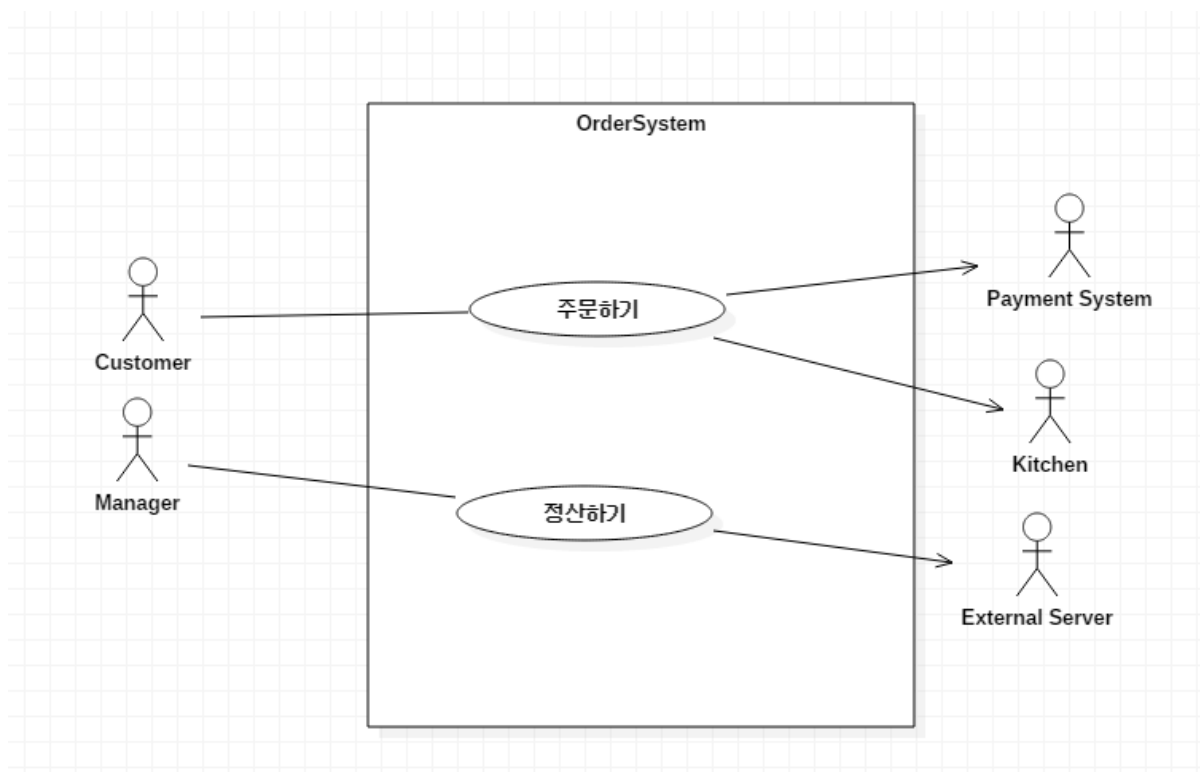 OrderSystem
Customer
Manager
주문하기
정산하기
Payment System
Kitchen
External Server